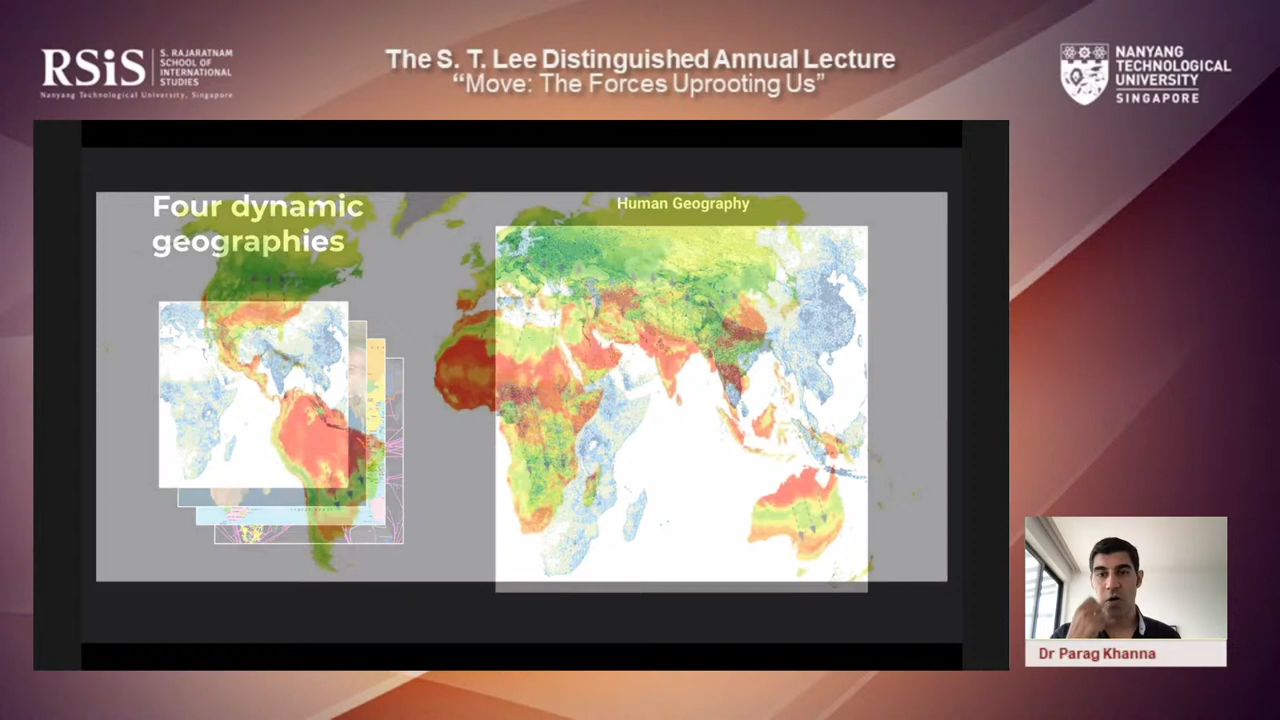 RSiS
S. RAJARATNAM
SCHOOL OF
INTERNATIONAL
STUDIES
Nanyang Technological University, Singapore
The S. T. Lee Distinguished Annual Lecture
“Move: The Forces Uprooting Us”
NANYANG
TECHNOLOGICAL
UNIVERSITY
SINGAPORE
Four dynamic
geographies
Human Geography
Dr Parag Khanna